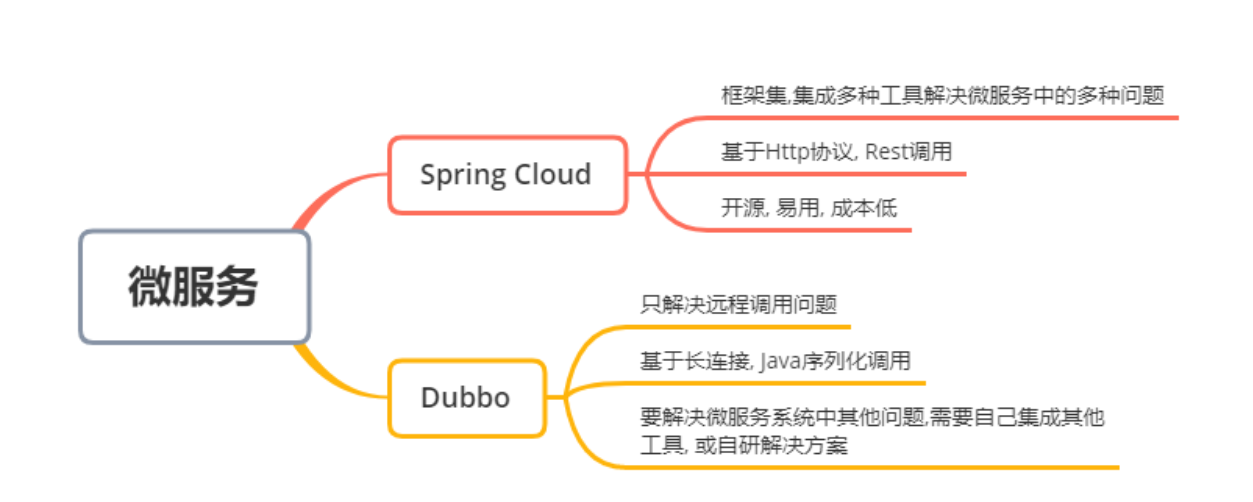 微服务
Spring Cloud
框架集,集成多种工具解决微服务中的多种问题
基于Http协议, Rest调用
开源, 易用, 成本低
Dubbo
只解决远程调用问题
基于长连接, Java序列化调用
要解决微服务系统中其他问题,需要自己集成其他
工具, 或自研解决方案